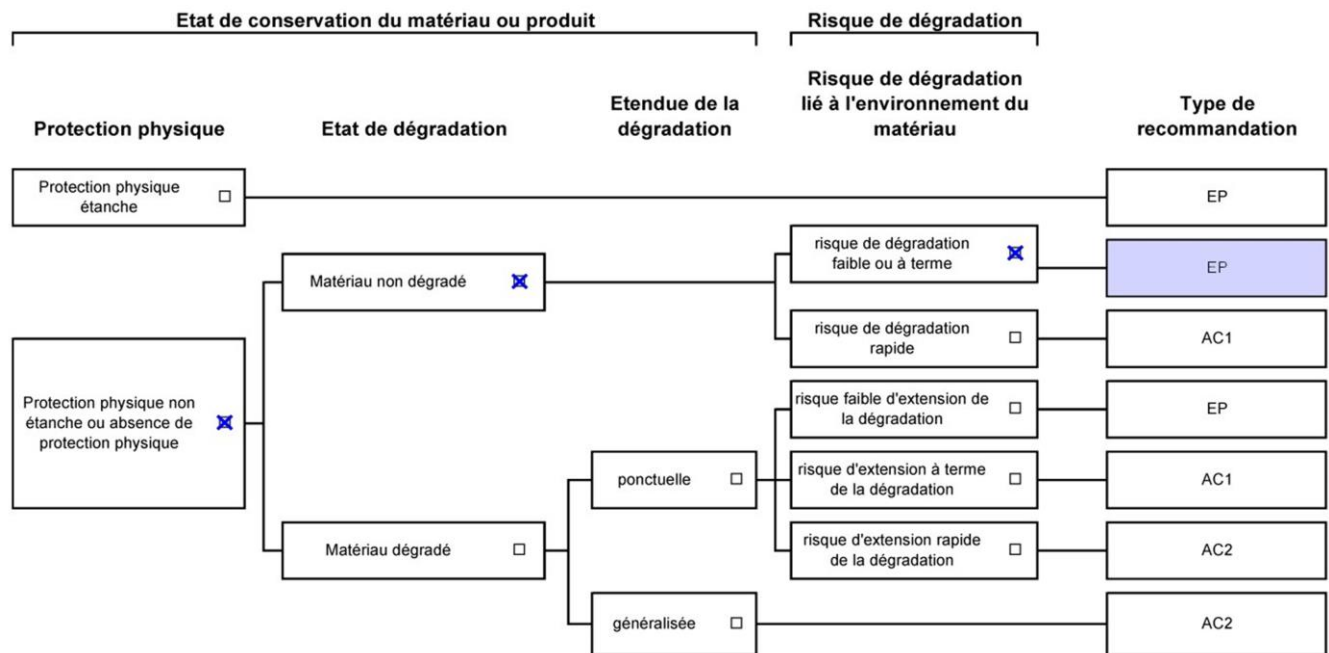 Etat de conservation du matériau ou produit
Risque de dégradation
Protection physique
Etat de dégradation
Etendue de la
dégradation
Risque de dégradation
lié à l'environnement du
matériau
Type de
recommandation
Protection physique
étanche
EP
risque de dégradation
faible ou à terme
EP
Matériau non dégradé
risque de dégradation
rapide
AC1
Protection physique non
étanche ou absence de
protection physique
risque faible d'extension de
la dégradation
EP
ponctuelle
risque d'extension à terme
de la dégradation
AC1
Matériau dégradé
risque d'extension rapide
de la dégradation
AC2
généralisée
AC2